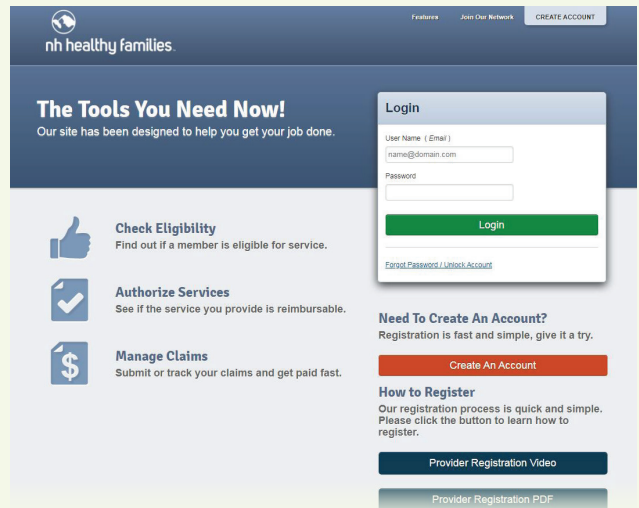 Features Join Our Network CREATE ACCOUNT
nh healthy families.
The Tools You Need Now!
Our site has been designed to help you get your job done.
Login
User Name ( Email )
name@domain.com
Password
Login
Forgot Password / Unlock Account
Check Eligibility
Find out if a member is eligible for service.
Authorize Services
See if the service you provide is reimbursable.
Manage Claims
Submit or track your claims and get paid fast.
Need To Create An Account?
Registration is fast and simple, give it a try.
Create An Account
How to Register
Our registration process is quick and simple.
Please click the button to learn how to
register.
Provider Registration Video
Provider Registration PDF